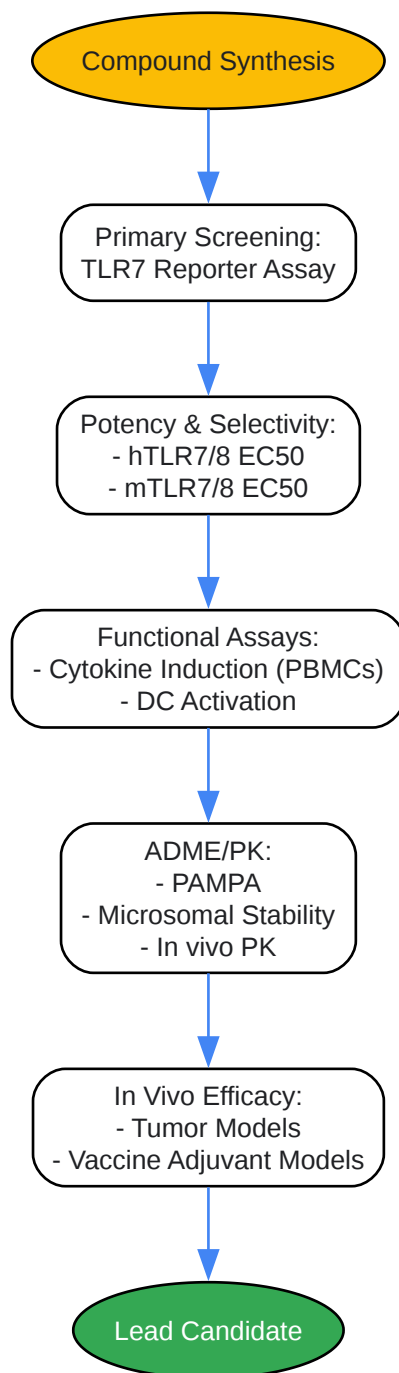 Compound Synthesis
Primary Screening:
TLR7 Reporter Assay
Potency & Selectivity:
- hTLR7/8 EC50
- mTLR7/8 EC50
Functional Assays:
- Cytokine Induction (PBMCs)
- DC Activation
ADME/PK:
- PAMPA
- Microsomal Stability
- In vivo PK
In Vivo Efficacy:
- Tumor Models
- Vaccine Adjuvant Models
Lead Candidate